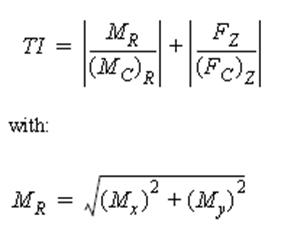 TI = |M_R / (M_C)_R| + |F_Z / (F_C)_Z|
with:
M_R = √((M_x)^2 + (M_y)^2)